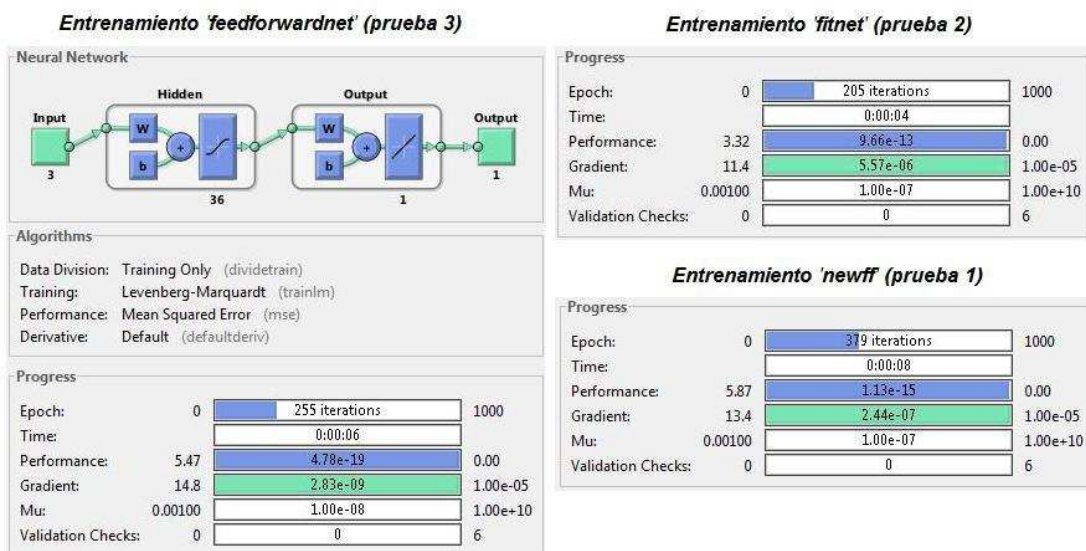 Entrenamiento 'feedforwardnet' (prueba 3)
Neural Network
Hidden
Output
Input
Output
W
b
+
W
b
+
3
36
1
1
Algorithms
Data Division: Training Only (dividetrain)
Training: Levenberg-Marquardt (trainlm)
Performance: Mean Squared Error (mse)
Derivative: Default (defaultderiv)
Progress
Epoch: 0 255 iterations 1000
Time: 0:00:06
Performance: 5.47 4.78e-19 0.00
Gradient: 14.8 2.83e-09 1.00e-05
Mu: 0.00100 1.00e-08 1.00e+10
Validation Checks: 0 0 6
Entrenamiento 'fitnet' (prueba 2)
Progress
Epoch: 0 205 iterations 1000
Time: 0:00:04
Performance: 3.32 9.66e-13 0.00
Gradient: 11.4 5.57e-06 1.00e-05
Mu: 0.00100 1.00e-07 1.00e+10
Validation Checks: 0 0 6
Entrenamiento 'newff' (prueba 1)
Progress
Epoch: 0 379 iterations 1000
Time: 0:00:08
Performance: 5.87 1.13e-15 0.00
Gradient: 13.4 2.44e-07 1.00e-05
Mu: 0.00100 1.00e-07 1.00e+10
Validation Checks: 0 0 6